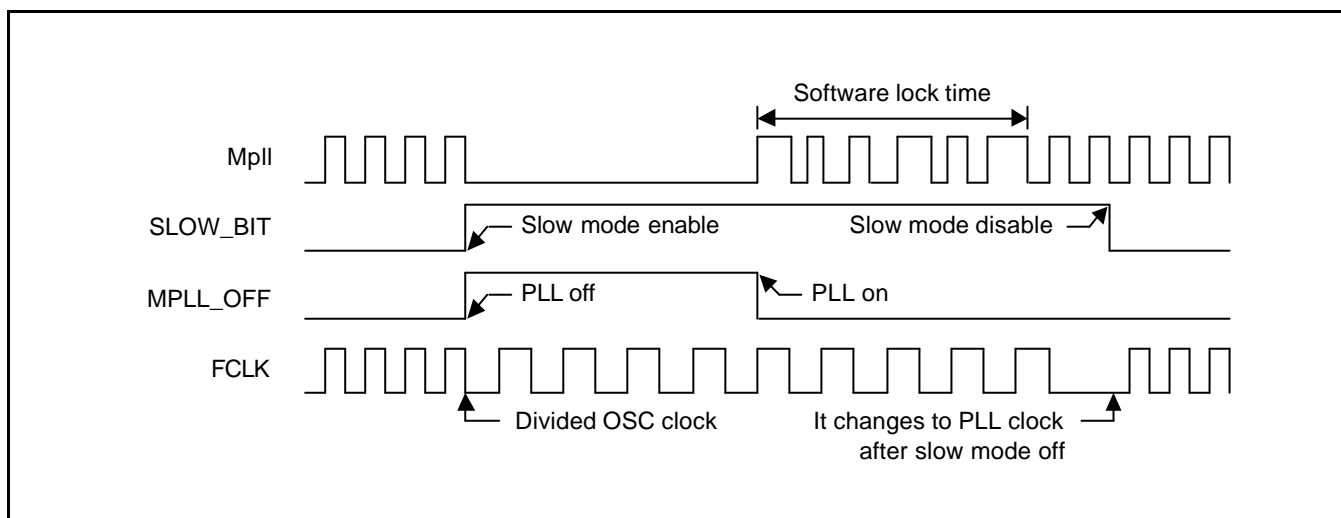 Software lock time
Mpll
SLOW_BIT
Slow mode enable
Slow mode disable
MPLL_OFF
PLL off
PLL on
FCLK
Divided OSC clock
It changes to PLL clock
after slow mode off